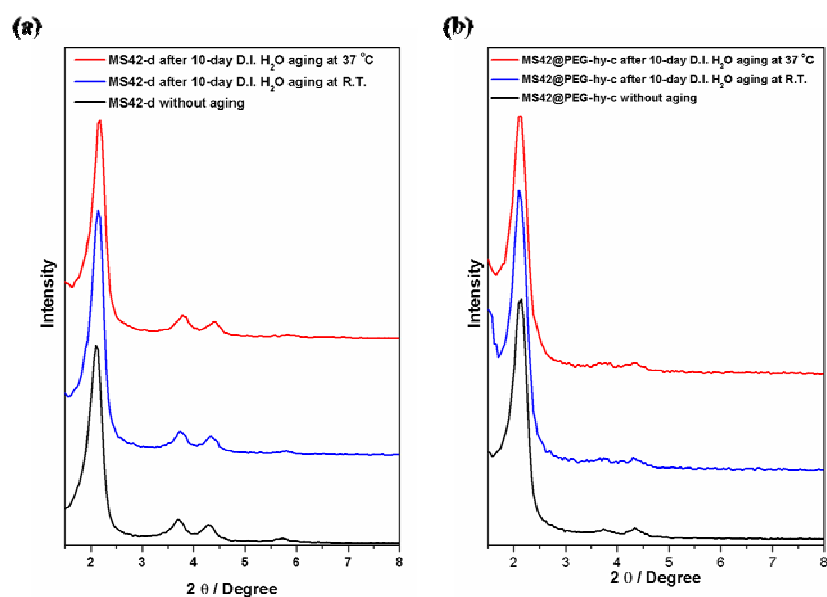 (a)
MS42-d after 10-day D.I. H₂O aging at 37 °C
MS42-d after 10-day D.I. H₂O aging at R.T.
MS42-d without aging
Intensity
2 3 4 5 6 7 8
2 θ / Degree
(b)
MS42@PEG-hy-c after 10-day D.I. H₂O aging at 37 °C
MS42@PEG-hy-c after 10-day D.I. H₂O aging at R.T.
MS42@PEG-hy-c without aging
Intensity
2 3 4 5 6 7 8
2 θ / Degree